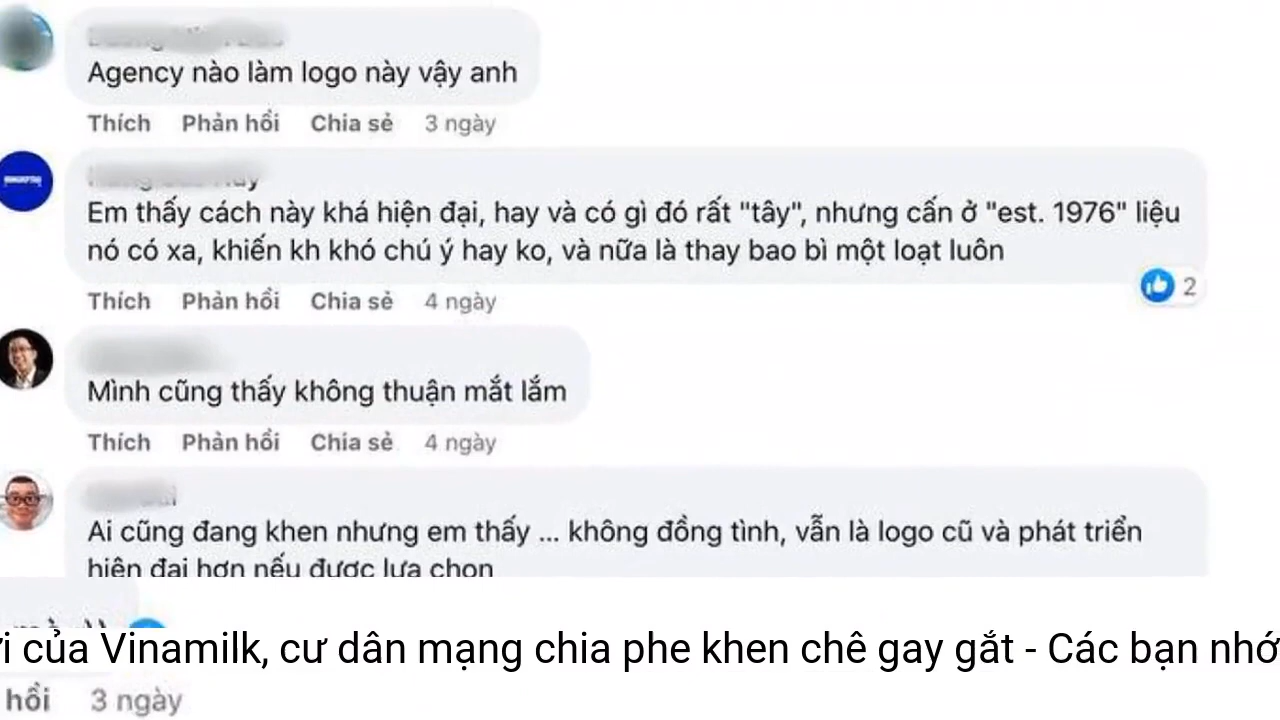 Agency nào làm logo này vậy anh
Thích Phản hồi Chia sẻ 3 ngày
Em thấy cách này khá hiện đại, hay và có gì đó rất "tây", nhưng cấn ở "est. 1976" liệu
nó có xa, khiến kh khó chú ý hay ko, và nữa là thay bao bì một loạt luôn
2
Thích Phản hồi Chia sẻ 4 ngày
Mình cũng thấy không thuận mắt lắm
Thích Phản hồi Chia sẻ 4 ngày
Ai cũng đang khen nhưng em thấy ... không đồng tình, vẫn là logo cũ và phát triển
hiện đại hơn nếu được lựa chọn
của Vinamilk, cư dân mạng chia phe khen chê gay gắt - Các bạn nhớ
hồi 3 ngày